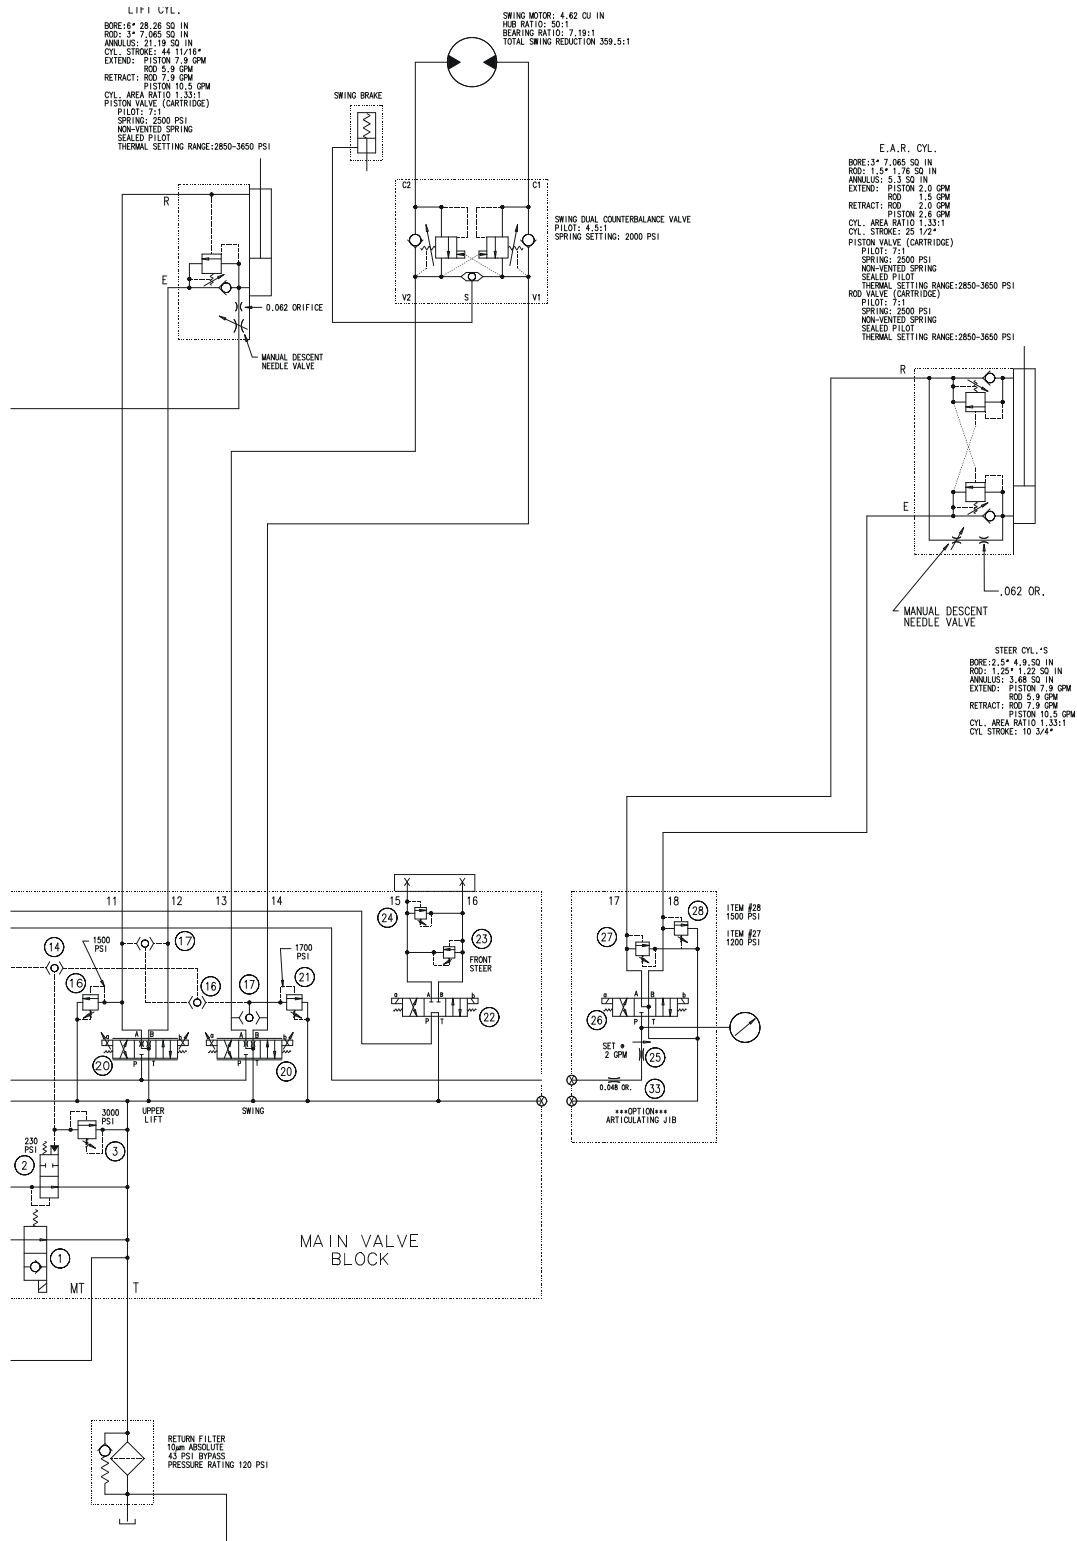 LIFT CYL.
BORE:6" 28.26 SQ IN
ROD: 3" 7.065 SQ IN
ANNULUS: 21.19 SQ IN
CYL. STROKE: 44 11/16"
EXTEND: PISTON 7.9 GPM
ROD 5.9 GPM
RETRACT: ROD 7.9 GPM
PISTON 10.5 GPM
CYL. AREA RATIO 1.33:1
PISTON VALVE (CARTRIDGE)
PILOT: 7:1
SPRING: 2500 PSI
NON-VENTED SPRING
SEALED PILOT
THERMAL SETTING RANGE:2850-3650 PSI
SWING MOTOR: 4.62 CU IN
HUB RATIO: 50:1
BEARING RATIO: 7.19:1
TOTAL SWING REDUCTION 359.5:1
SWING BRAKE
C2
C1
SWING DUAL COUNTERBALANCE VALVE
PILOT: 4.5:1
SPRING SETTING: 2000 PSI
V2
S
V1
R
E
0.062 ORIFICE
MANUAL DESCENT
NEEDLE VALVE
E.A.R. CYL.
BORE:3" 7.065 SQ IN
ROD: 1.5" 1.76 SQ IN
ANNULUS: 5.3 SQ IN
EXTEND: PISTON 2.0 GPM
ROD 1.5 GPM
RETRACT: ROD 2.0 GPM
PISTON 2.6 GPM
CYL. AREA RATIO 1.33:1
CYL. STROKE: 25 1/2"
PISTON VALVE (CARTRIDGE)
PILOT: 7:1
SPRING: 2500 PSI
NON-VENTED SPRING
SEALED PILOT
THERMAL SETTING RANGE:2850-3650 PSI
ROD VALVE (CARTRIDGE)
PILOT: 7:1
SPRING: 2500 PSI
NON-VENTED SPRING
SEALED PILOT
THERMAL SETTING RANGE:2850-3650 PSI
R
E
.062 OR.
MANUAL DESCENT
NEEDLE VALVE
STEER CYL.'S
BORE:2.5" 4.9.SQ IN
ROD: 1.25" 1.22 SQ IN
ANNULUS: 3.68 SQ IN
EXTEND: PISTON 7.9 GPM
ROD 5.9 GPM
RETRACT: ROD 7.9 GPM
PISTON 10.5 GPM
CYL. AREA RATIO 1.33:1
CYL STROKE: 10 3/4"
11
12
13
14
15
16
17
18
14
1500
PSI
17
16
16
17
1700
PSI
21
24
23
FRONT
STEER
27
28
ITEM #28
1500 PSI
ITEM #27
1200 PSI
a
A
B
b
P
T
20
a
A
B
b
P
T
20
a
A
B
b
P
T
22
a
A
B
b
P
T
26
SET @
2 GPM
25
0.048 OR.
33
***OPTION***
ARTICULATING JIB
UPPER
LIFT
SWING
3000
PSI
3
230
PSI
2
1
MAIN VALVE
BLOCK
MT
T
RETURN FILTER
10µm ABSOLUTE
43 PSI BYPASS
PRESSURE RATING 120 PSI